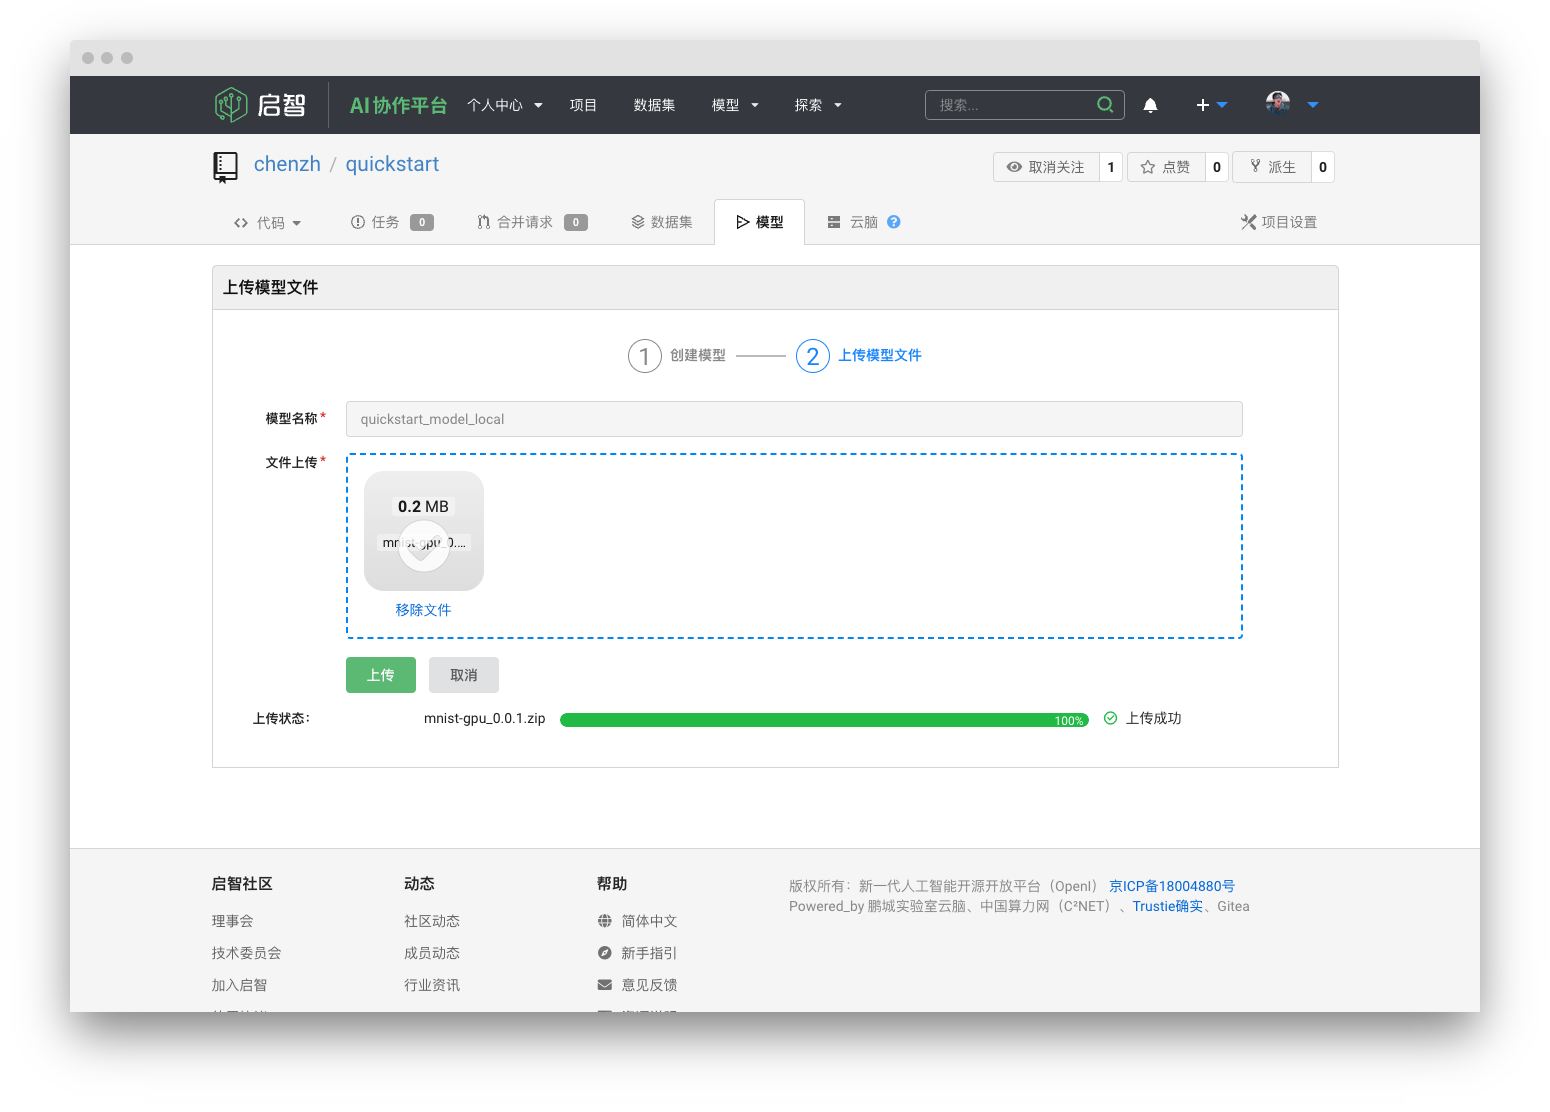 启智 AI协作平台 个人中心 项目 数据集 模型 探索 搜索...
chenzh / quickstart 取消关注 1 点赞 0 派生 0
代码 任务 0 合并请求 0 数据集 模型 云脑 ? 项目设置
上传模型文件
1 创建模型 2 上传模型文件
模型名称* quickstart_model_local
文件上传*
0.2 MB
mnist-gpu_0....
移除文件
上传 取消
上传状态: mnist-gpu_0.0.1.zip 100% 上传成功
启智社区 动态 帮助
版权所有：新一代人工智能开源开放平台（OpenI） 京ICP备18004880号
Powered_by 鹏城实验室云脑、中国算力网（C²NET）、Trustie确实、Gitea
理事会 社区动态 简体中文
技术委员会 成员动态 新手指引
加入启智 行业资讯 意见反馈